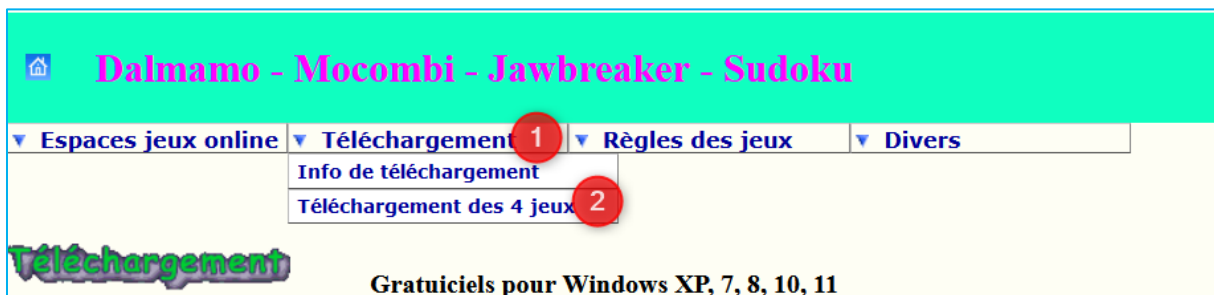 Dalmamo - Mocombi - Jawbreaker - Sudoku
Espaces jeux online Téléchargement 1 Règles des jeux Divers
Info de téléchargement
Téléchargement des 4 jeux 2
Téléchargement
Gratuiciels pour Windows XP, 7, 8, 10, 11